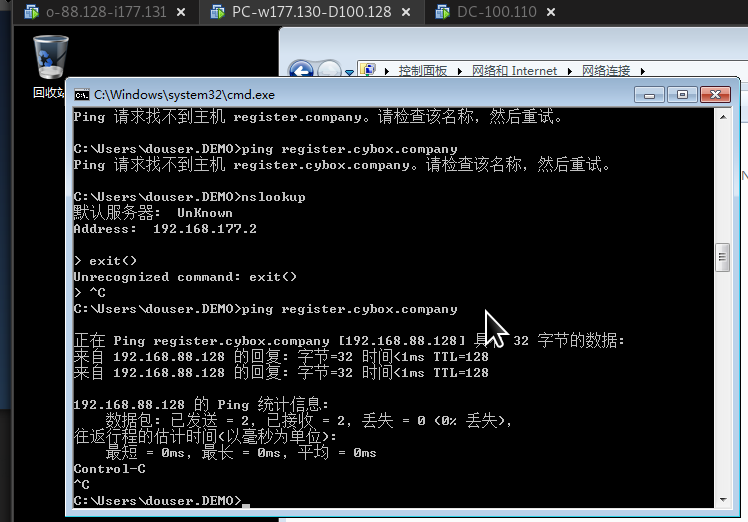 o-88.128-i177.131
PC-w177.130-D100.128
DC-100.110
回收站
控制面板 网络和 Internet 网络连接
C:\Windows\system32\cmd.exe
Ping 请求找不到主机 register.company。请检查该名称，然后重试。
C:\Users\douser.DEMO>ping register.cybox.company
Ping 请求找不到主机 register.cybox.company。请检查该名称，然后重试。
C:\Users\douser.DEMO>nslookup
默认服务器:  UnKnown
Address:  192.168.177.2
> exit()
Unrecognized command: exit()
> ^C
C:\Users\douser.DEMO>ping register.cybox.company
正在 Ping register.cybox.company [192.168.88.128] 具 32 字节的数据:
来自 192.168.88.128 的回复: 字节=32 时间<1ms TTL=128
来自 192.168.88.128 的回复: 字节=32 时间<1ms TTL=128
192.168.88.128 的 Ping 统计信息:
数据包: 已发送 = 2，已接收 = 2，丢失 = 0 (0% 丢失)，
往返行程的估计时间(以毫秒为单位):
最短 = 0ms，最长 = 0ms，平均 = 0ms
Control-C
^C
C:\Users\douser.DEMO>